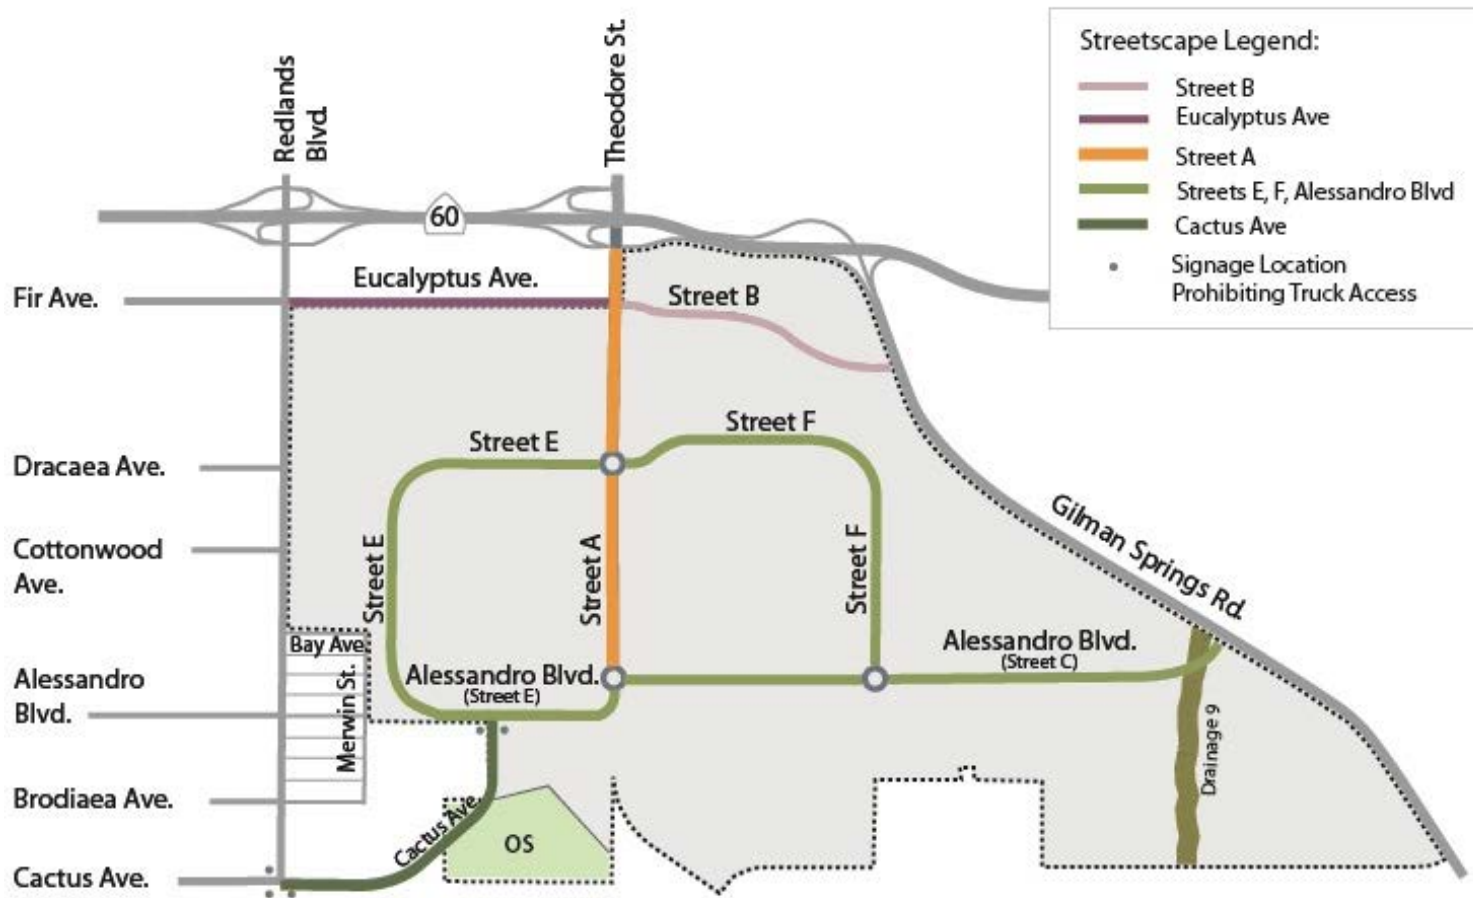 Redlands
Blvd.
Theodore St.
Streetscape Legend:
Street B
Eucalyptus Ave
Street A
Streets E, F, Alessandro Blvd
Cactus Ave
Signage Location
Prohibiting Truck Access
60
Eucalyptus Ave.
Fir Ave.
Street B
Street F
Street E
Dracaea Ave.
Gilman Springs Rd.
Cottonwood
Ave.
Street E
Street A
Street F
Bay Ave.
Alessandro Blvd.
(Street C)
Alessandro Blvd.
(Street E)
Alessandro
Blvd.
Merwin St.
Drainage 9
Brodiaea Ave.
Cactus Ave.
OS
Cactus Ave.